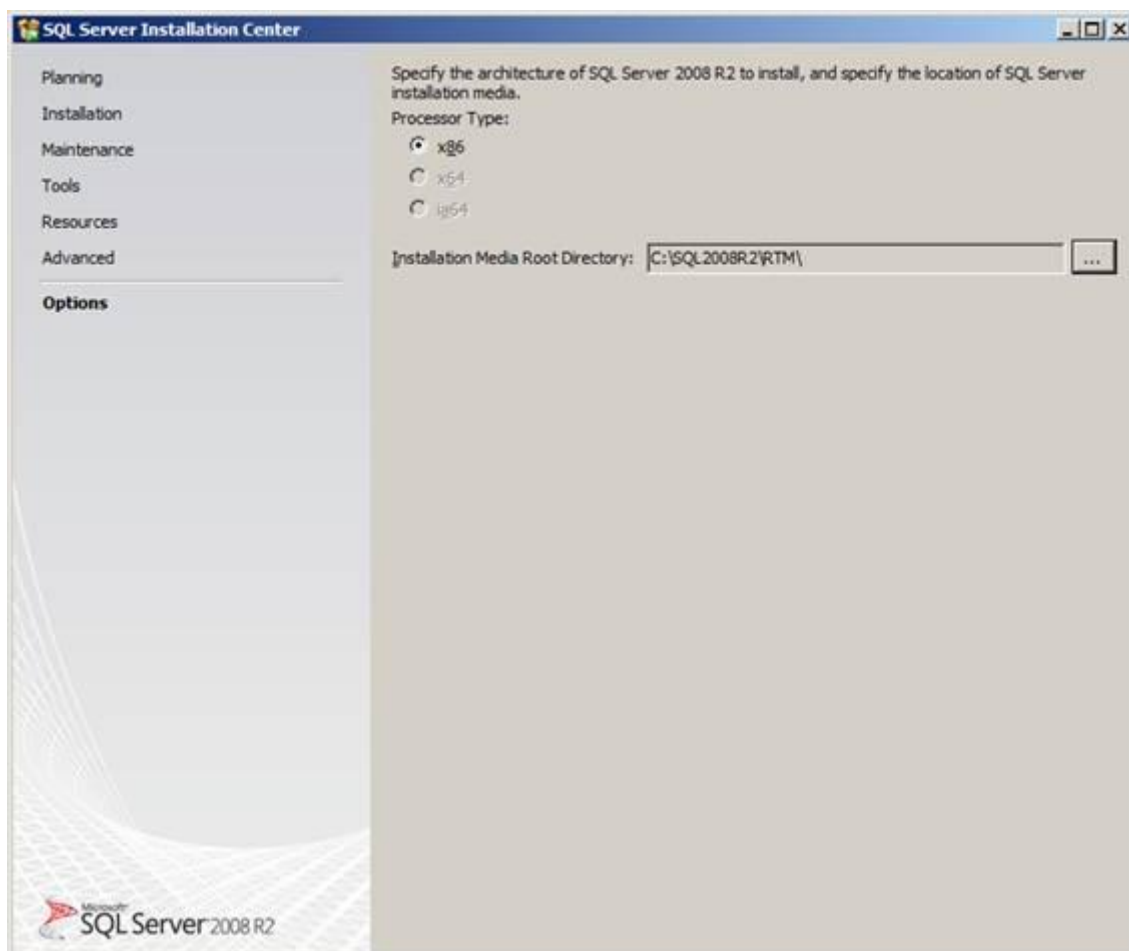 SQL Server Installation Center
Planning
Installation
Maintenance
Tools
Resources
Advanced
Options
Specify the architecture of SQL Server 2008 R2 to install, and specify the location of SQL Server
installation media.
Processor Type:
x86
x64
ia64
Installation Media Root Directory: C:\SQL2008R2\RTM\ ...
Microsoft
SQL Server 2008 R2